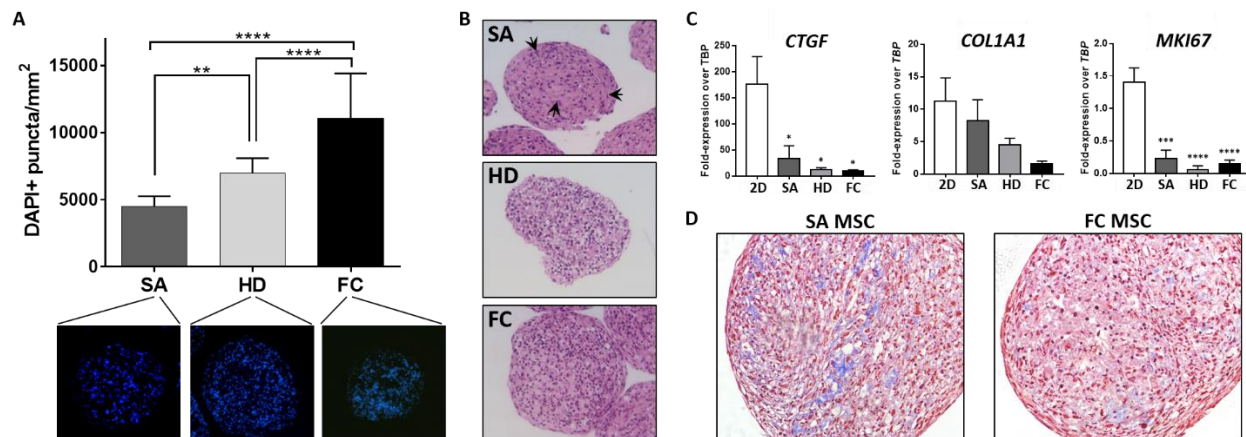 A
DAPI+ puncta/mm²
15000
10000
5000
0
****
**
****
SA
HD
FC
B
SA
HD
FC
C
CTGF
Fold-expression over TBP
250
200
150
100
50
0
*
*
*
2D
SA
HD
FC
COL1A1
Fold-expression over TBP
20
15
10
5
0
2D
SA
HD
FC
MKI67
Fold-expression over TBP
2.0
1.5
1.0
0.5
0.0
***
****
****
2D
SA
HD
FC
D
SA MSC
FC MSC